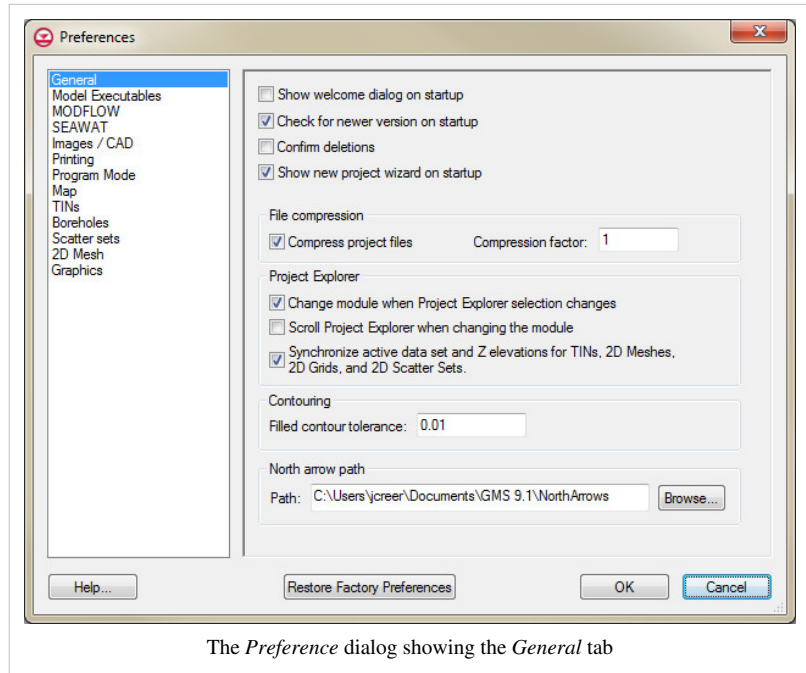 Preferences
General
Model Executables
MODFLOW
SEAWAT
Images / CAD
Printing
Program Mode
Map
TINs
Boreholes
Scatter sets
2D Mesh
Graphics
Show welcome dialog on startup
Check for newer version on startup
Confirm deletions
Show new project wizard on startup
File compression
Compress project files Compression factor: 1
Project Explorer
Change module when Project Explorer selection changes
Scroll Project Explorer when changing the module
Synchronize active data set and Z elevations for TINs, 2D Meshes,
2D Grids, and 2D Scatter Sets.
Contouring
Filled contour tolerance: 0.01
North arrow path
Path: C:\Users\jcreer\Documents\GMS 9.1\NorthArrows Browse...
Help... Restore Factory Preferences OK Cancel
The Preference dialog showing the General tab